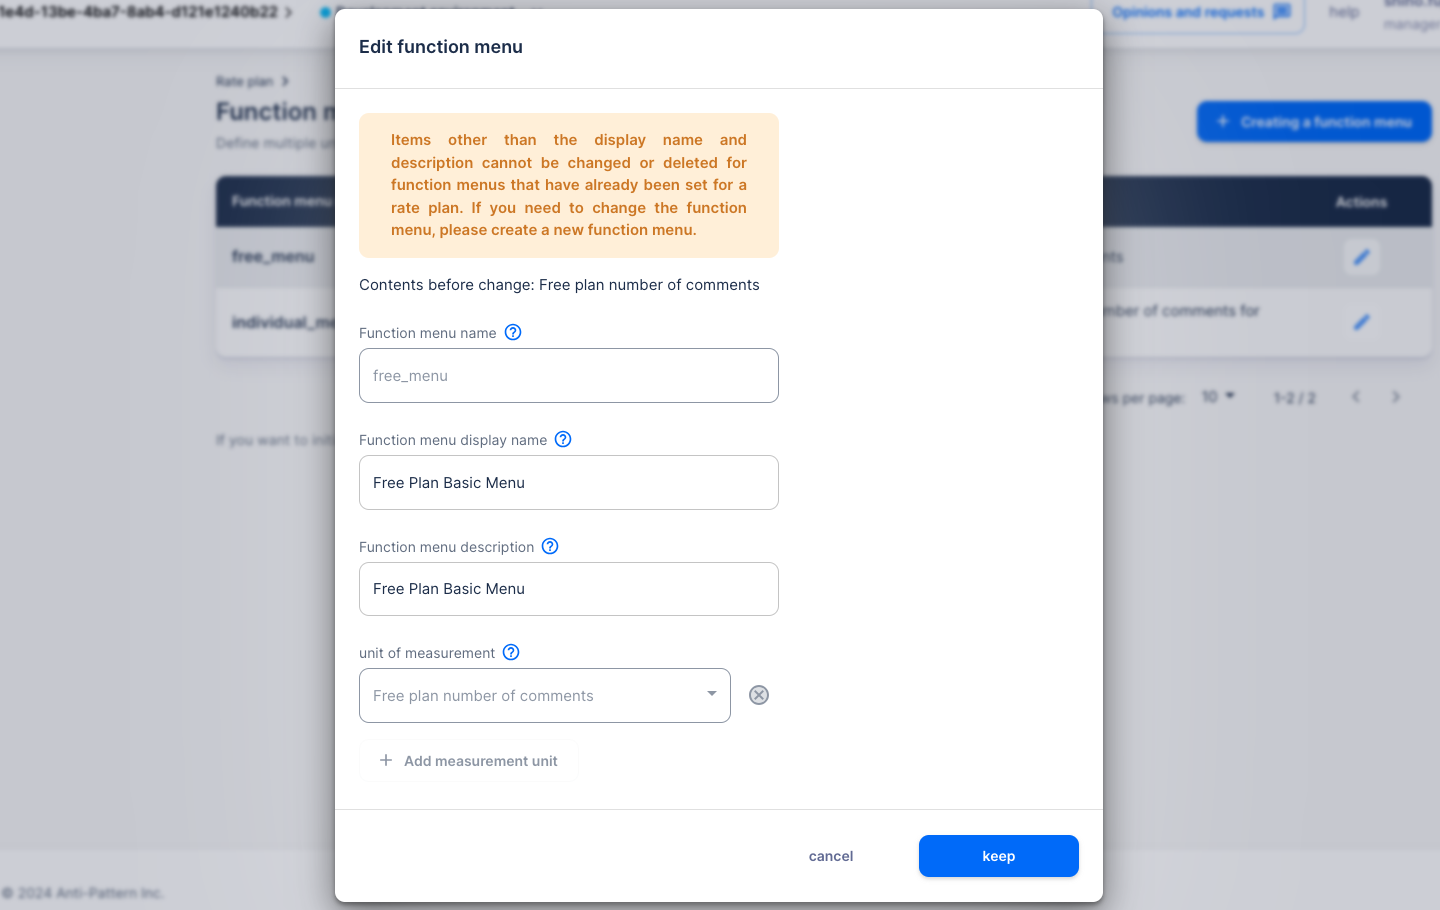 1e4d-13be-4ba7-8ab4-d121e1240b22
Opinions and requests
help
manager
Edit function menu
Rate plan
Function m
Define multiple
Creating a function menu
Function menu
Actions
free_menu
nts
individual_me
mber of comments for
ws per page:
10
1-2 / 2
If you want to
Items other than the display name and
description cannot be changed or deleted for
function menus that have already been set for a
rate plan. If you need to change the function
menu, please create a new function menu.
Contents before change: Free plan number of comments
Function menu name
free_menu
Function menu display name
Free Plan Basic Menu
Function menu description
Free Plan Basic Menu
unit of measurement
Free plan number of comments
Add measurement unit
cancel
keep
© 2024 Anti-Pattern Inc.